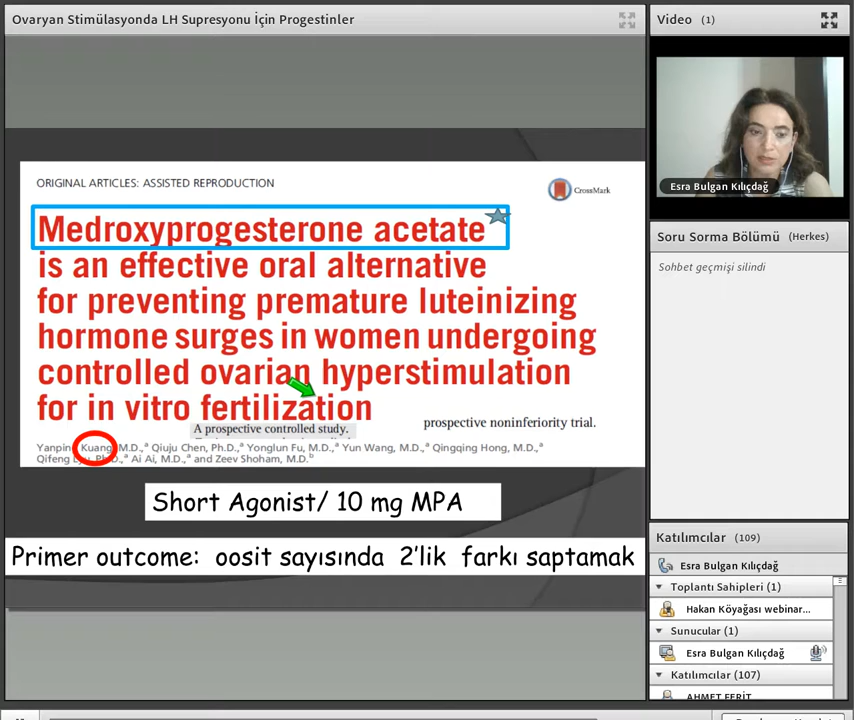 Ovaryan Stimülasyonda LH Supresyonu İçin Progestinler
ORIGINAL ARTICLES: ASSISTED REPRODUCTION
CrossMark
Medroxyprogesterone acetate
is an effective oral alternative
for preventing premature luteinizing
hormone surges in women undergoing
controlled ovarian hyperstimulation
for in vitro fertilization
A prospective controlled study.
prospective noninferiority trial.
Yanping Kuang, M.D.,ᵃ Qiuju Chen, Ph.D.,ᵃ Yonglun Fu, M.D.,ᵃ Yun Wang, M.D.,ᵃ Qingqing Hong, M.D.,ᵃ
Qifeng Lyu, Ph.D.,ᵃ Ai Ai, M.D.,ᵃ and Zeev Shoham, M.D.ᵇ
Short Agonist/ 10 mg MPA
Primer outcome: oosit sayısında 2'lik farkı saptamak
Video (1)
Esra Bulgan Kılıçdağ
Soru Sorma Bölümü (Herkes)
Sohbet geçmişi silindi
Katılımcılar (109)
Esra Bulgan Kılıçdağ
Toplantı Sahipleri (1)
Hakan Köyağası webinar...
Sunucular (1)
Esra Bulgan Kılıçdağ
Katılımcılar (107)
AHMET FERİT